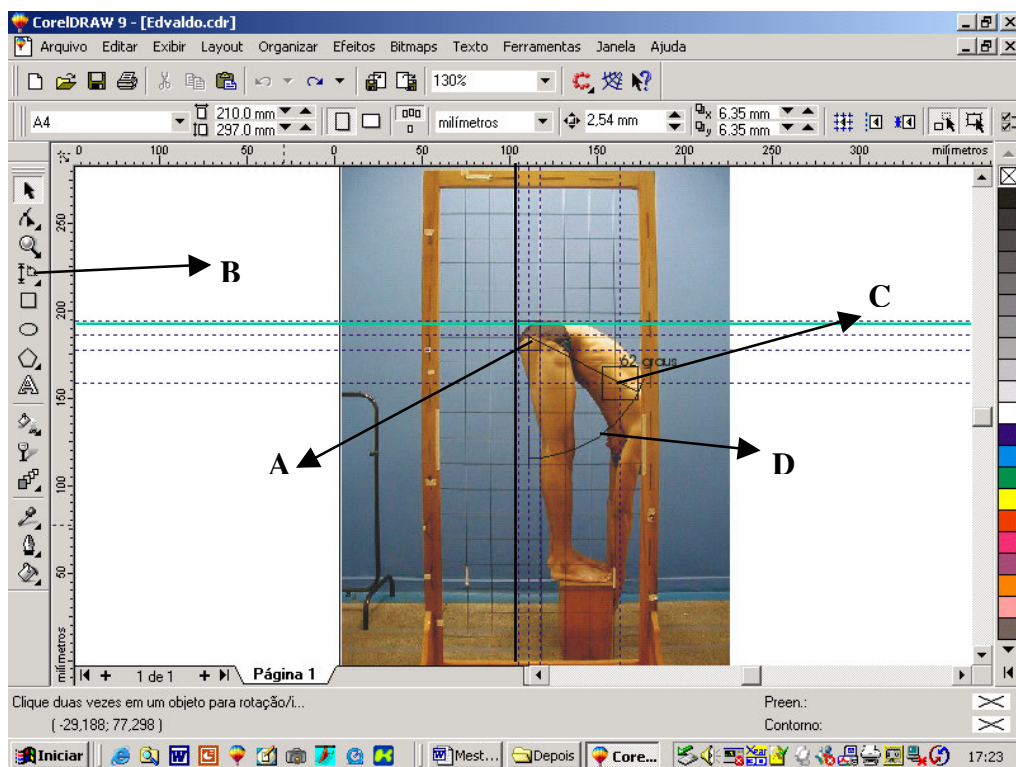 CorelDRAW 9 - [Edvaldo.cdr]
Arquivo Editar Exibir Layout Organizar Efeitos Bitmaps Texto Ferramentas Janela Ajuda
130%
A4 210.0 mm 297.0 mm milímetros 2,54 mm x 6.35 mm y 6.35 mm
0 100 50 0 50 100 150 200 250 300 milímetros
250
B
C
200
62 graus
150
A
D
100
50
milímetros
1 de 1 Página 1
Clique duas vezes em um objeto para rotação/i... Preen.:
( -29,188; 77,298 ) Contorno:
Iniciar Mest... Depois Core... 17:23